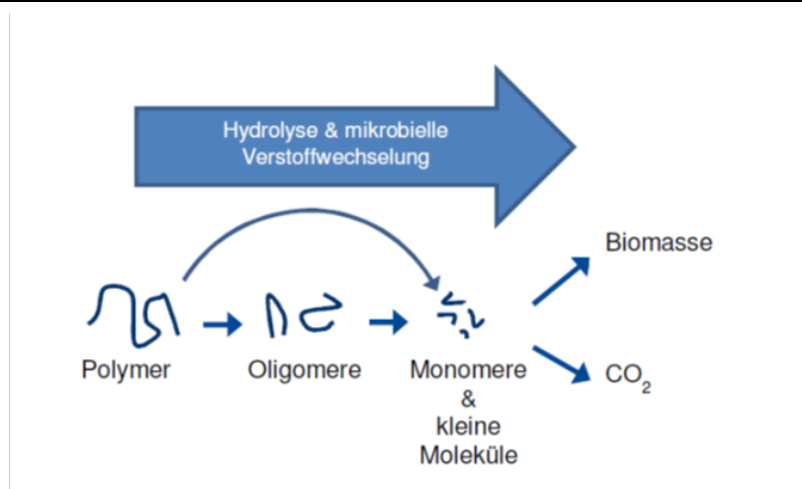 Hydrolyse & mikrobielle
Verstoffwechselung
Biomasse
Polymer
Oligomere
Monomere
&
kleine
Moleküle
CO₂